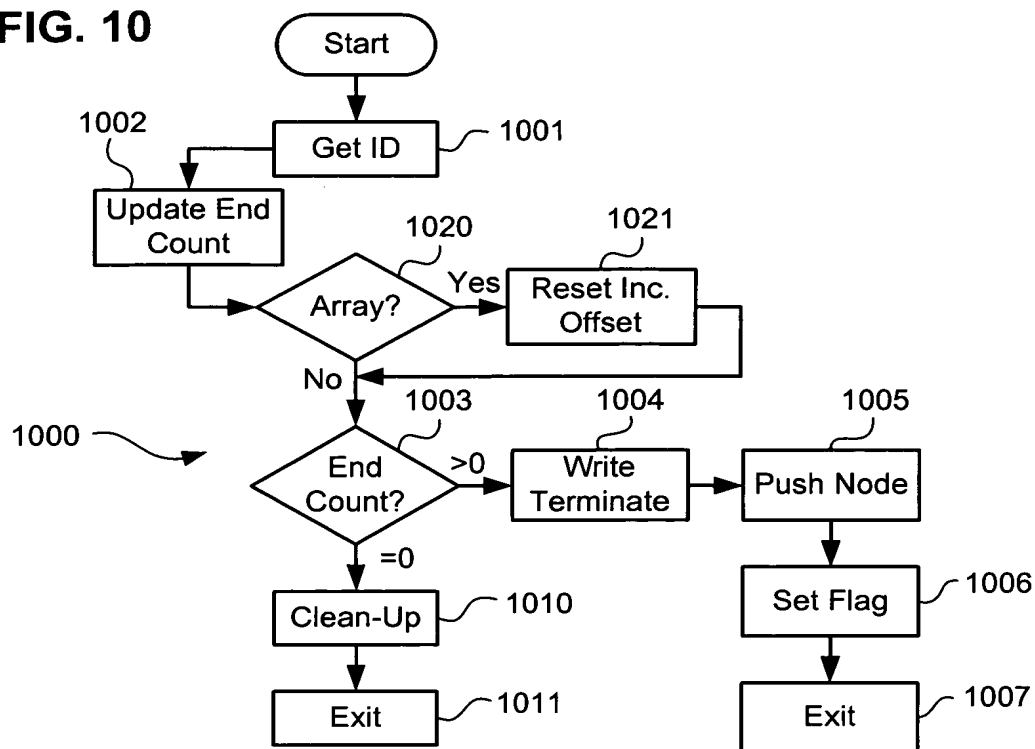 FIG. 10
Start
1002
Get ID
1001
Update End
Count
1020
1021
Array?
Yes
Reset Inc.
Offset
No
1003
1004
1005
1000
End
Count?
>0
Write
Terminate
Push Node
=0
Clean-Up
1010
Set Flag
1006
Exit
1011
Exit
1007